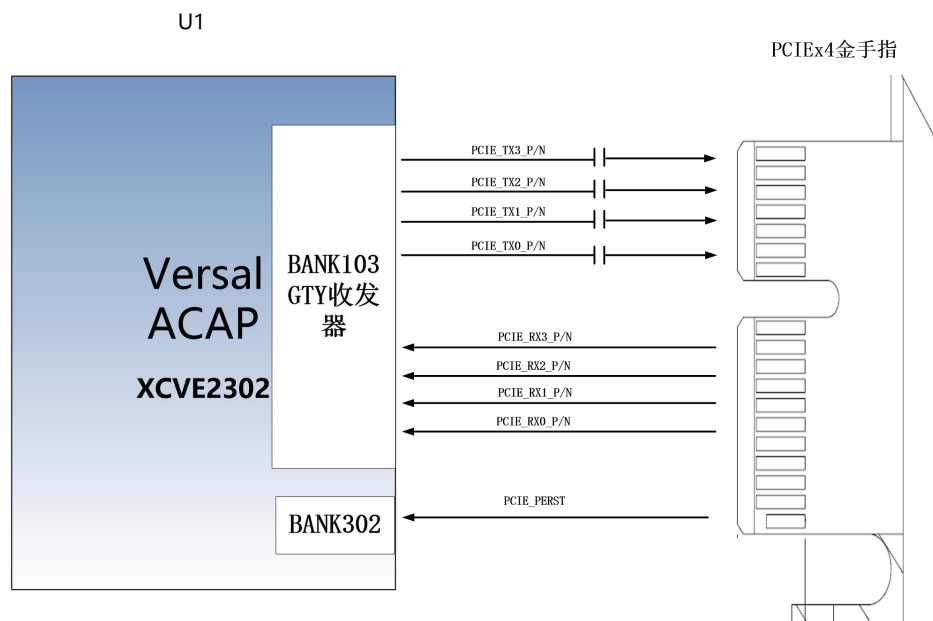 U1
PCIEx4金手指
PCIE_TX3_P/N
PCIE_TX2_P/N
PCIE_TX1_P/N
PCIE_TX0_P/N
Versal
ACAP
XCVE2302
BANK103
GTY收发
器
PCIE_RX3_P/N
PCIE_RX2_P/N
PCIE_RX1_P/N
PCIE_RX0_P/N
PCIE_PERST
BANK302